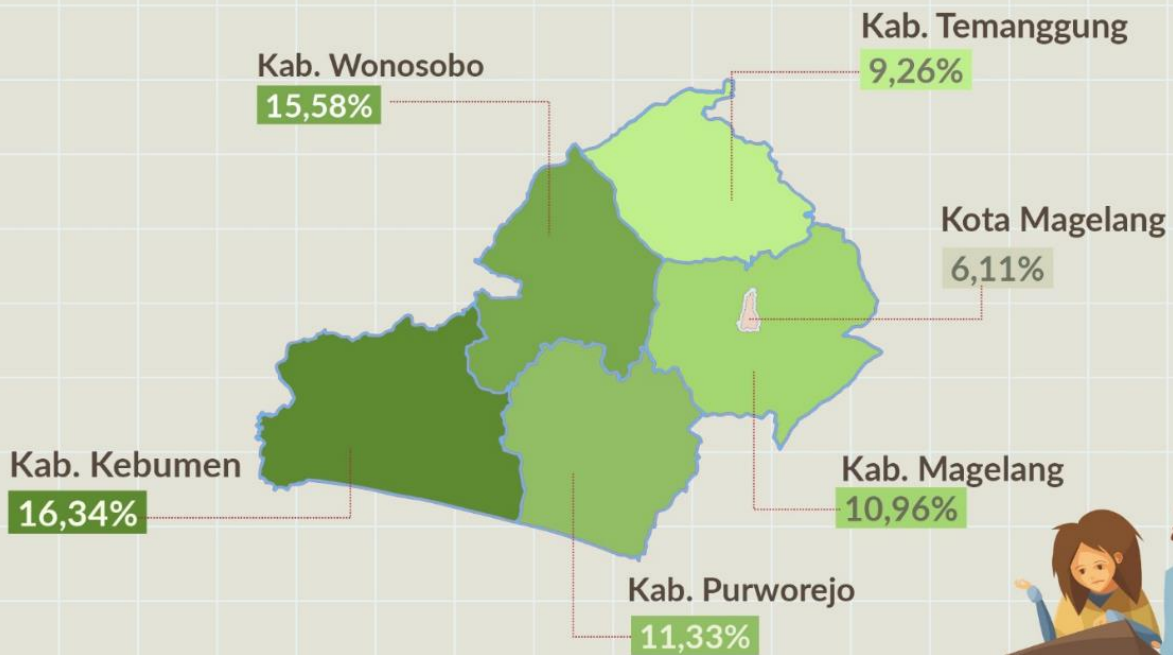 Kab. Temanggung
9,26%
Kab. Wonosobo
15,58%
Kota Magelang
6,11%
Kab. Kebumen
16,34%
Kab. Magelang
10,96%
Kab. Purworejo
11,33%